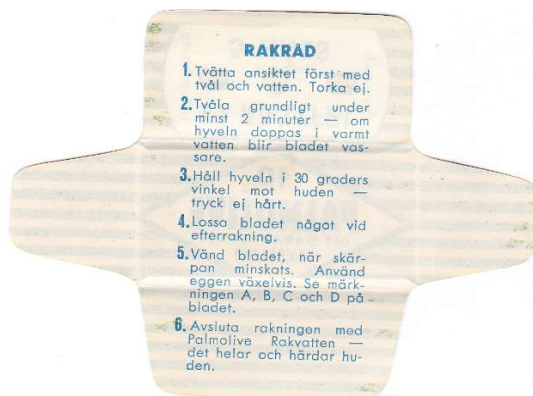 RAKRÅD
1. Tvätta ansiktet först med
tvål och vatten. Torka ej.
2. Tvåla grundligt under
minst 2 minuter — om
hyveln doppas i varmt
vatten blir bladet vas-
sare.
3. Håll hyveln i 30 graders
vinkel mot huden —
tryck ej hårt.
4. Lossa bladet något vid
efterrakning.
5. Vänd bladet, när skär-
pan minskats. Använd
eggen växelvis. Se märk-
ningen A, B, C och D på
bladet.
6. Avsluta rakningen med
Palmolive Rakvatten —
det helar och härdar hu-
den.